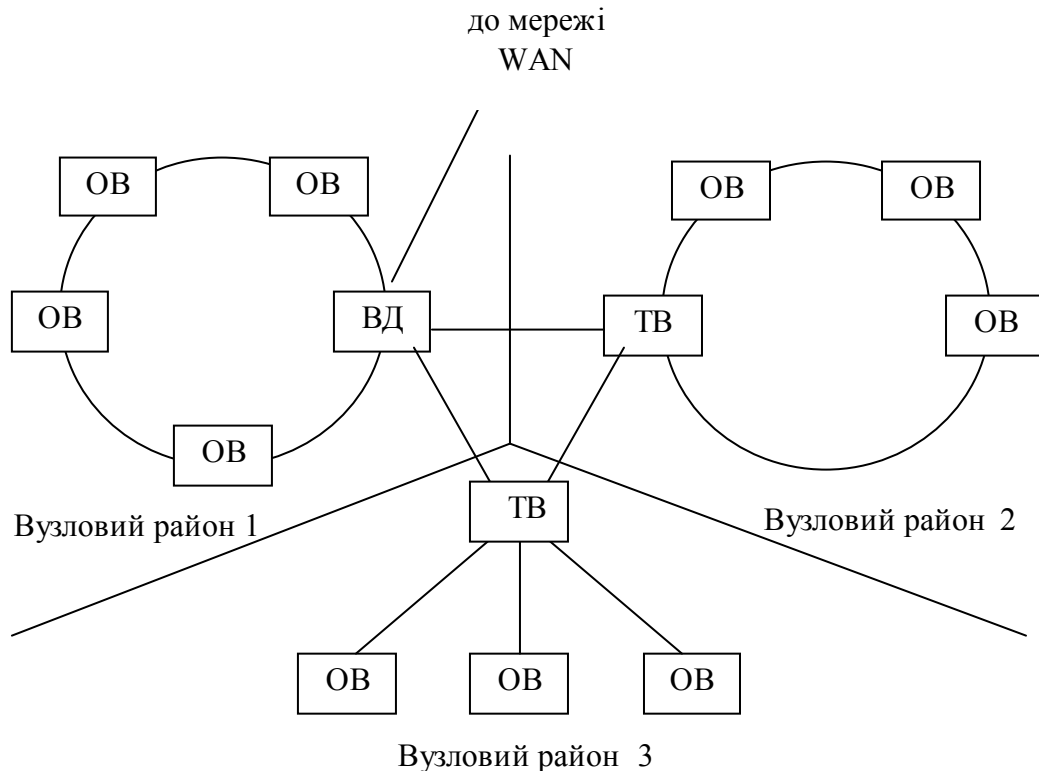 до мережі
WAN
ОВ
ОВ
ОВ
ОВ
ОВ
ВД
ТВ
ОВ
ОВ
Вузловий район 1
ТВ
Вузловий район 2
ОВ
ОВ
ОВ
Вузловий район 3